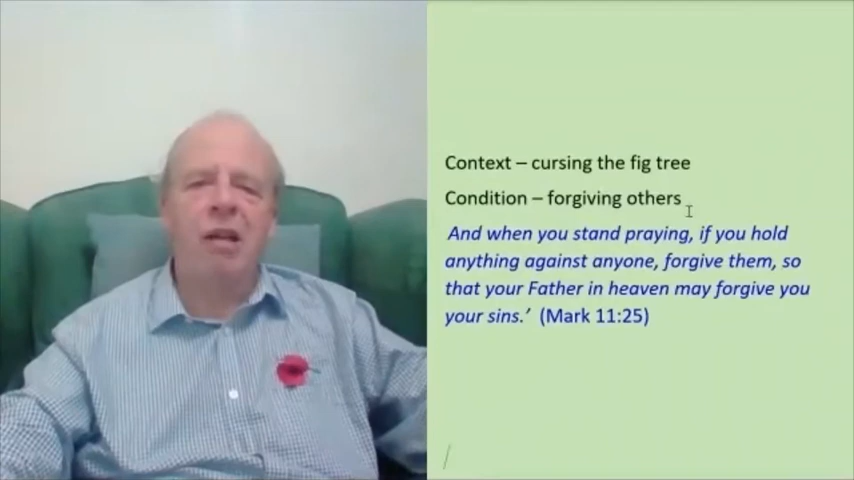 Context – cursing the fig tree
Condition – forgiving others
And when you stand praying, if you hold
anything against anyone, forgive them, so
that your Father in heaven may forgive you
your sins.’ (Mark 11:25)